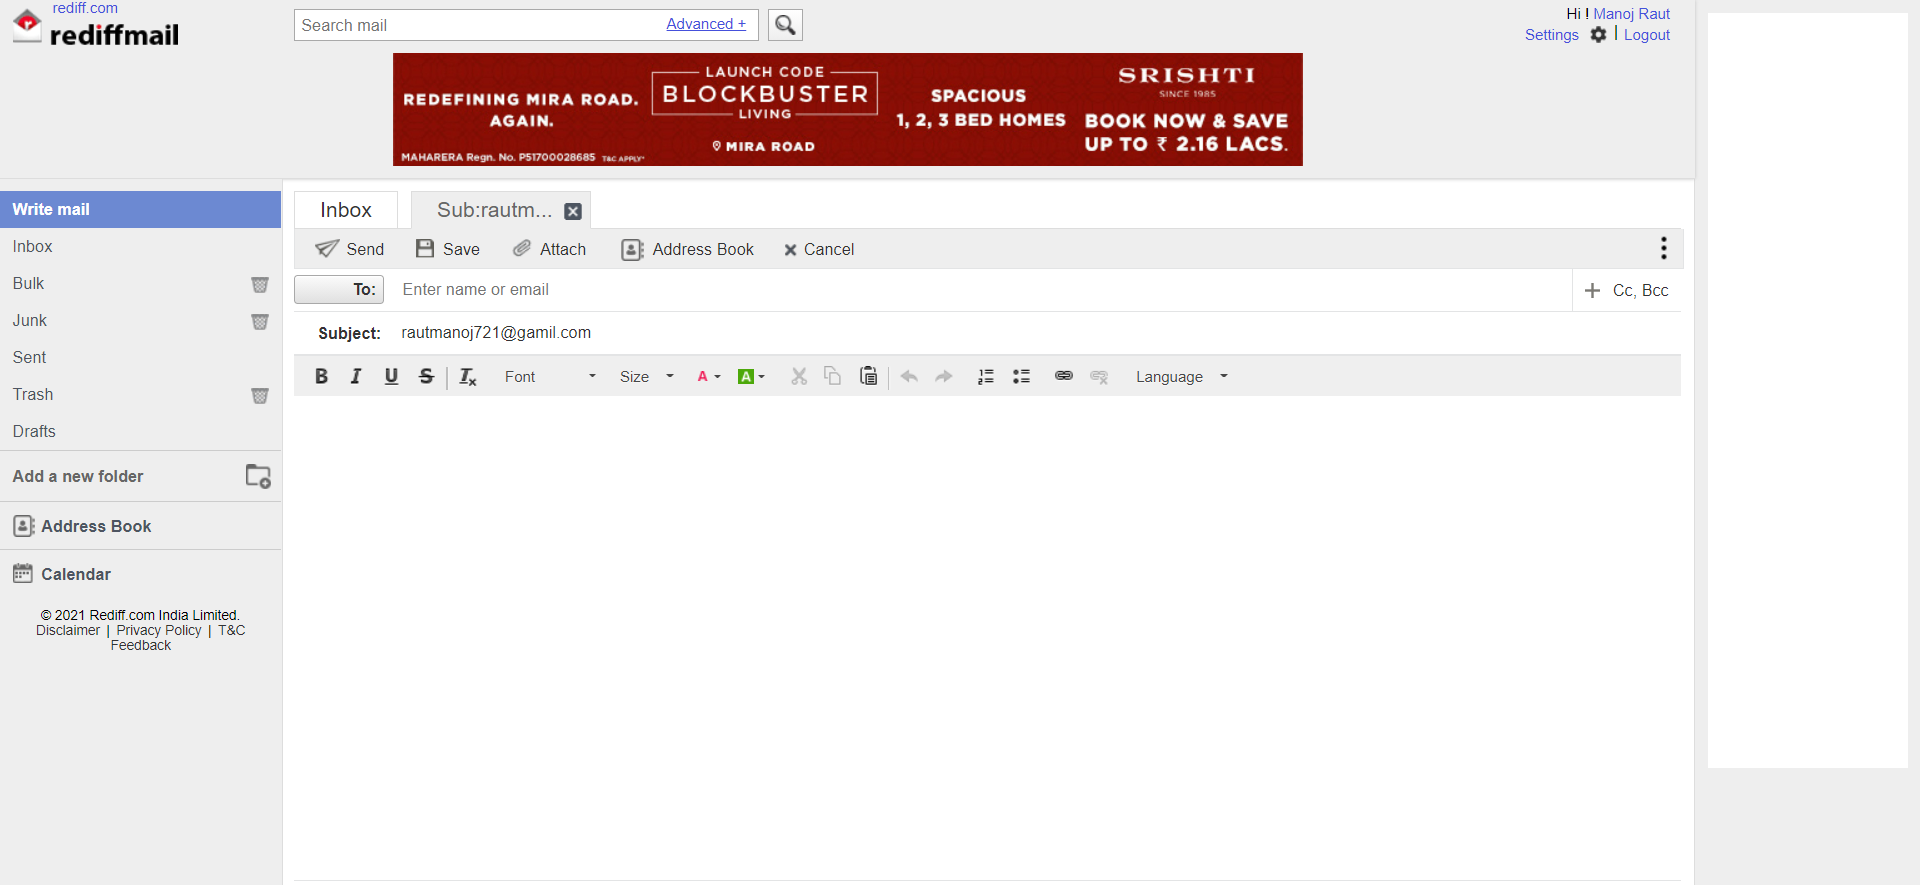 rediff.com
rediffmail
Search mail Advanced +
Hi ! Manoj Raut
Settings Logout
REDEFINING MIRA ROAD.
AGAIN.
MAHARERA Regn. No. P51700028685 T&C APPLY*
LAUNCH CODE
BLOCKBUSTER
LIVING
MIRA ROAD
SPACIOUS
1, 2, 3 BED HOMES
SRISHTI
SINCE 1985
BOOK NOW & SAVE
UP TO ₹ 2.16 LACS.
Write mail
Inbox
Bulk
Junk
Sent
Trash
Drafts
Add a new folder
Address Book
Calendar
© 2021 Rediff.com India Limited.
Disclaimer | Privacy Policy | T&C
Feedback
Inbox Sub:rautm...
Send Save Attach Address Book Cancel
To: Enter name or email Cc, Bcc
Subject: rautmanoj721@gamil.com
B I U S Tx Font Size A A Language